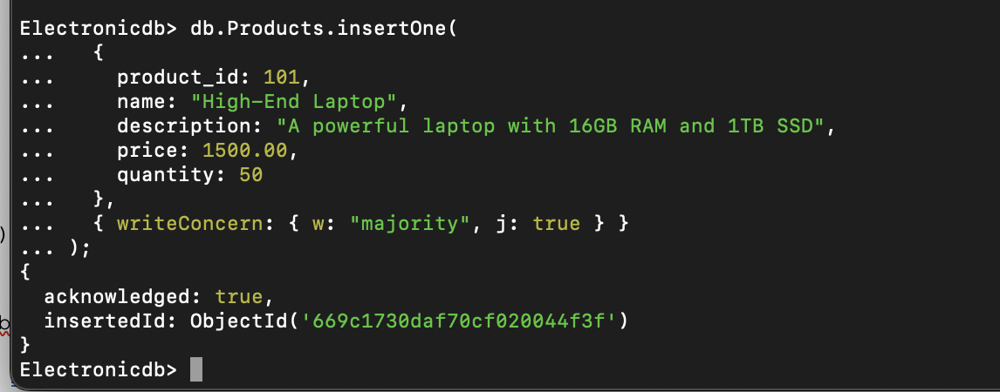 Electronicdb> db.Products.insertOne(
...   {
...     product_id: 101,
...     name: "High-End Laptop",
...     description: "A powerful laptop with 16GB RAM and 1TB SSD",
...     price: 1500.00,
...     quantity: 50
...   },
...   { writeConcern: { w: "majority", j: true } }
... );
{
  acknowledged: true,
  insertedId: ObjectId('669c1730daf70cf020044f3f')
}
Electronicdb>
)
b